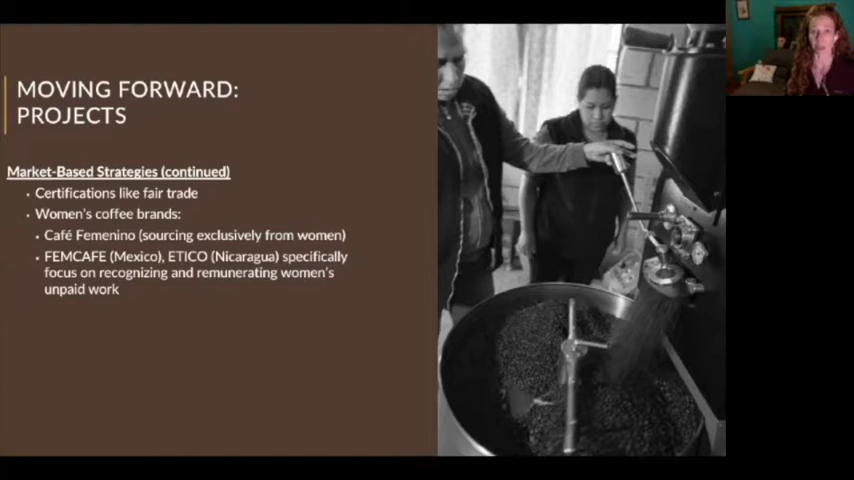 MOVING FORWARD:
PROJECTS
Market-Based Strategies (continued)
• Certifications like fair trade
• Women's coffee brands:
• Café Femenino (sourcing exclusively from women)
• FEMCAFE (Mexico), ETICO (Nicaragua) specifically
focus on recognizing and remunerating women's
unpaid work